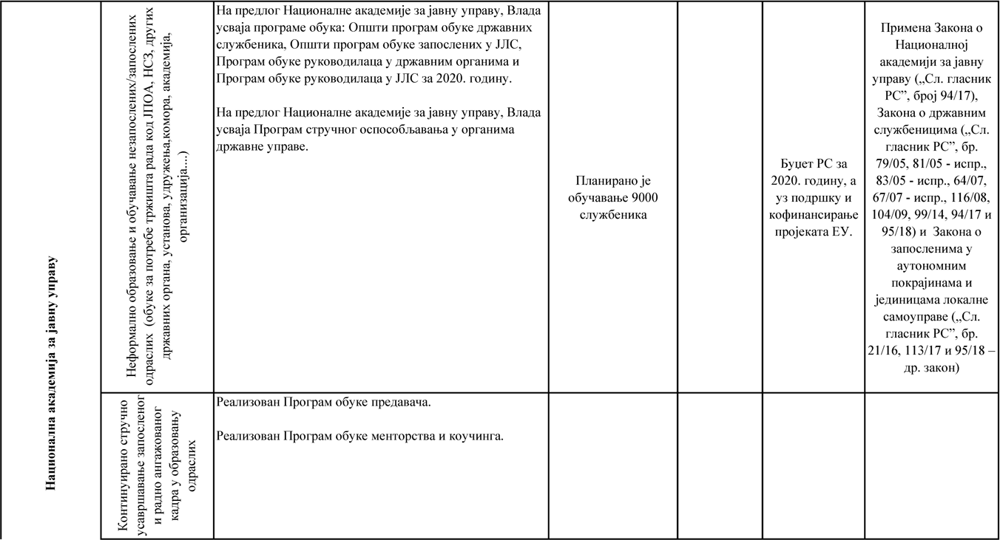 Национална академија за јавну управу
Неформално образовање и обучавање незапослених/запослених
одраслих (обуке за потребе тржишта рада код ЈПОА, НСЗ, других
државних органа, установа, удружења,комора, академија,
организација....)
На предлог Националне академије за јавну управу, Влада
усваја програме обука: Општи програм обуке државних
службеника, Општи програм обуке запослених у ЈЛС,
Програм обуке руководилаца у државним органима и
Програм обуке руководилаца у ЈЛС за 2020. годину.
На предлог Националне академије за јавну управу, Влада
усваја Програм стручног оспособљавања у органима
државне управе.
Планирано је
обучавање 9000
службеника
Буџет РС за
2020. годину, а
уз подршку и
кофинансирање
пројеката ЕУ.
Примена Закона о
Националној
академији за јавну
управу („Сл. гласник
РС”, број 94/17),
Закона о државним
службеницима („Сл.
гласник РС”, бр.
79/05, 81/05 - испр.,
83/05 - испр., 64/07,
67/07 - испр., 116/08,
104/09, 99/14, 94/17 и
95/18) и Закона о
запосленима у
аутономним
покрајинама и
јединицама локалне
самоуправе („Сл.
гласник РС”, бр.
21/16, 113/17 и 95/18 –
др. закон)
Континуирано стручно
усавршавање запосленог
и радно ангажованог
кадра у образовању
одраслих
Реализован Програм обуке предавача.
Реализован Програм обуке менторства и коучинга.